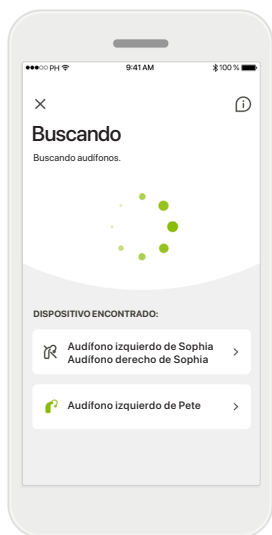 ●●●○○ PH 9:41 AM 100 %
Buscando
Buscando audífonos.
DISPOSITIVO ENCONTRADO:
Audífono izquierdo de Sophia
Audífono derecho de Sophia
Audífono izquierdo de Pete